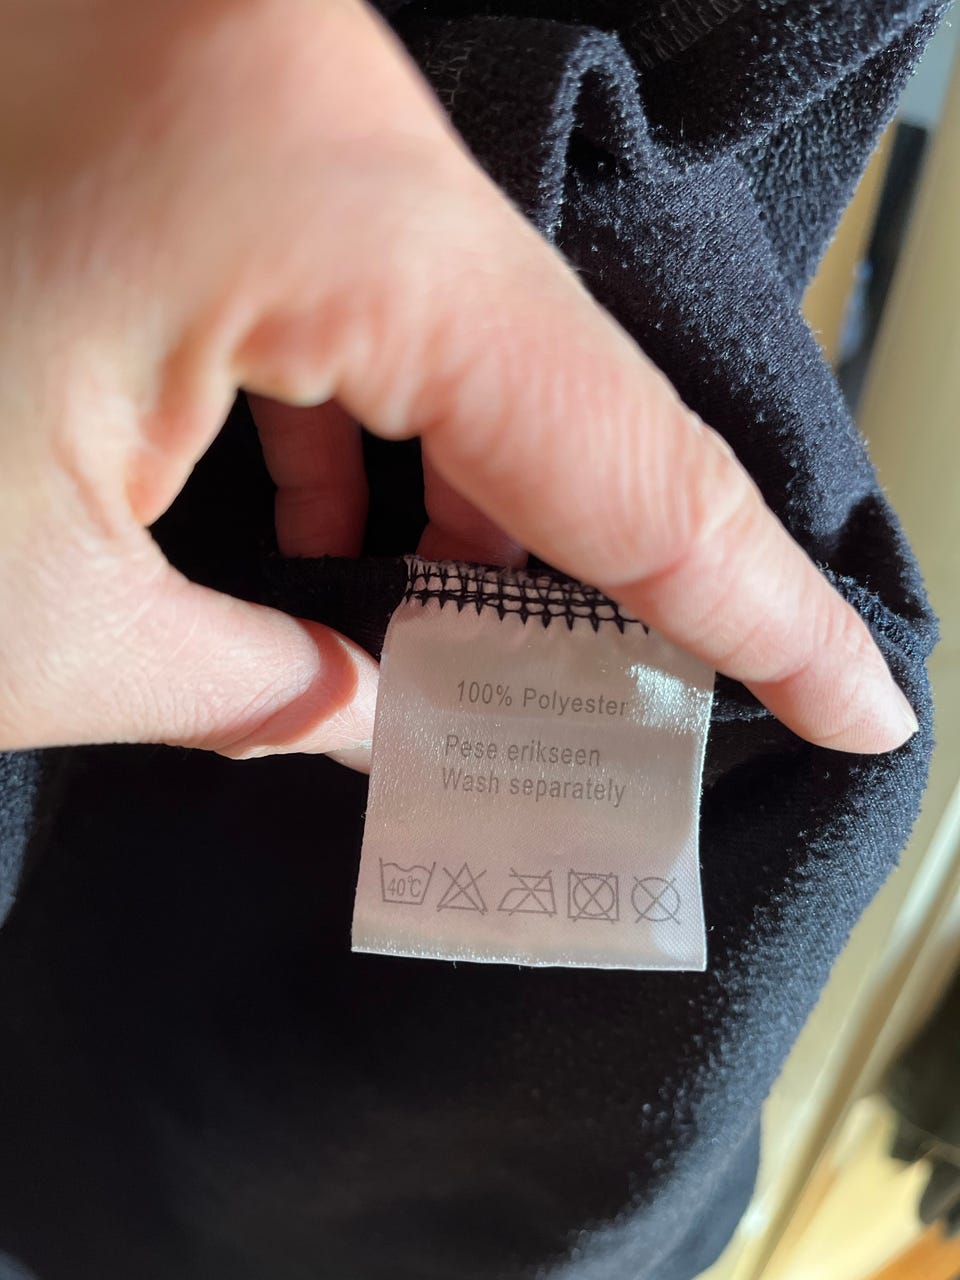 100% Polyester
Pese erikseen
Wash separately
40°C